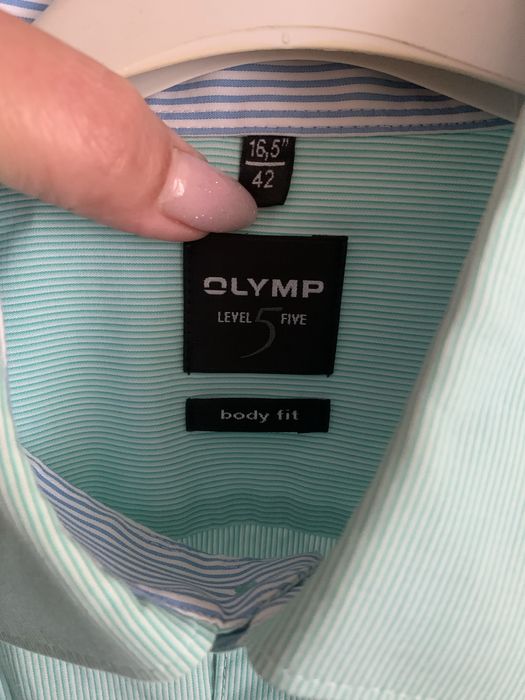 16,5"
42
OLYMP
LEVEL 5 FIVE
body fit